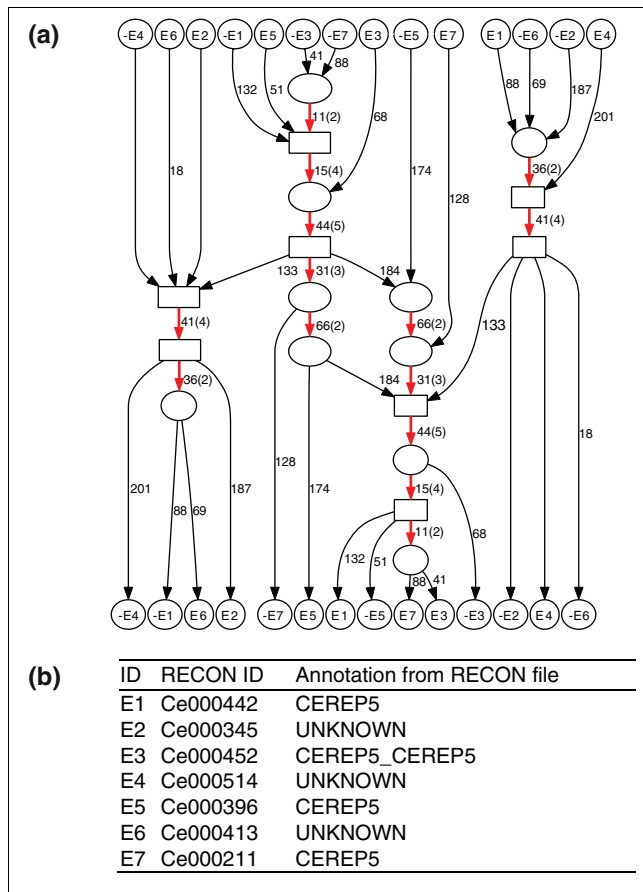 (a)
-E4 E6 E2 -E1 E5 -E3 -E7 E3 -E5 E7 E1 -E6 -E2 E4
41
88 88 69 187
132 51 68 201
11(2)
18 15(4) 174 128 36(2)
44(5) 41(4)
133 31(3) 184 133
41(4) 66(2) 66(2)
36(2) 184 31(3)
44(5) 18
201 88 69 187 128 174 15(4) 68
132 51 11(2)
88 41
-E4 -E1 E6 E2 -E7 E5 E1 -E5 E7 E3 -E3 -E2 E4 -E6
(b)
ID RECON ID Annotation from RECON file
E1 Ce000442 CEREP5
E2 Ce000345 UNKNOWN
E3 Ce000452 CEREP5_CEREP5
E4 Ce000514 UNKNOWN
E5 Ce000396 CEREP5
E6 Ce000413 UNKNOWN
E7 Ce000211 CEREP5